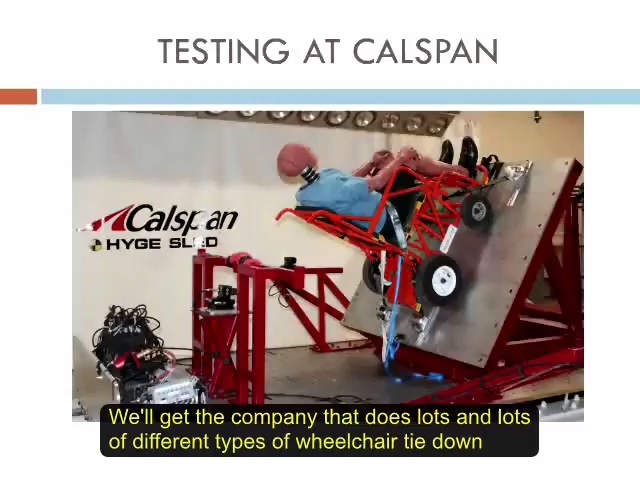 TESTING AT CALSPAN
Calspan
HYGE SLED
We'll get the company that does lots and lots
of different types of wheelchair tie down